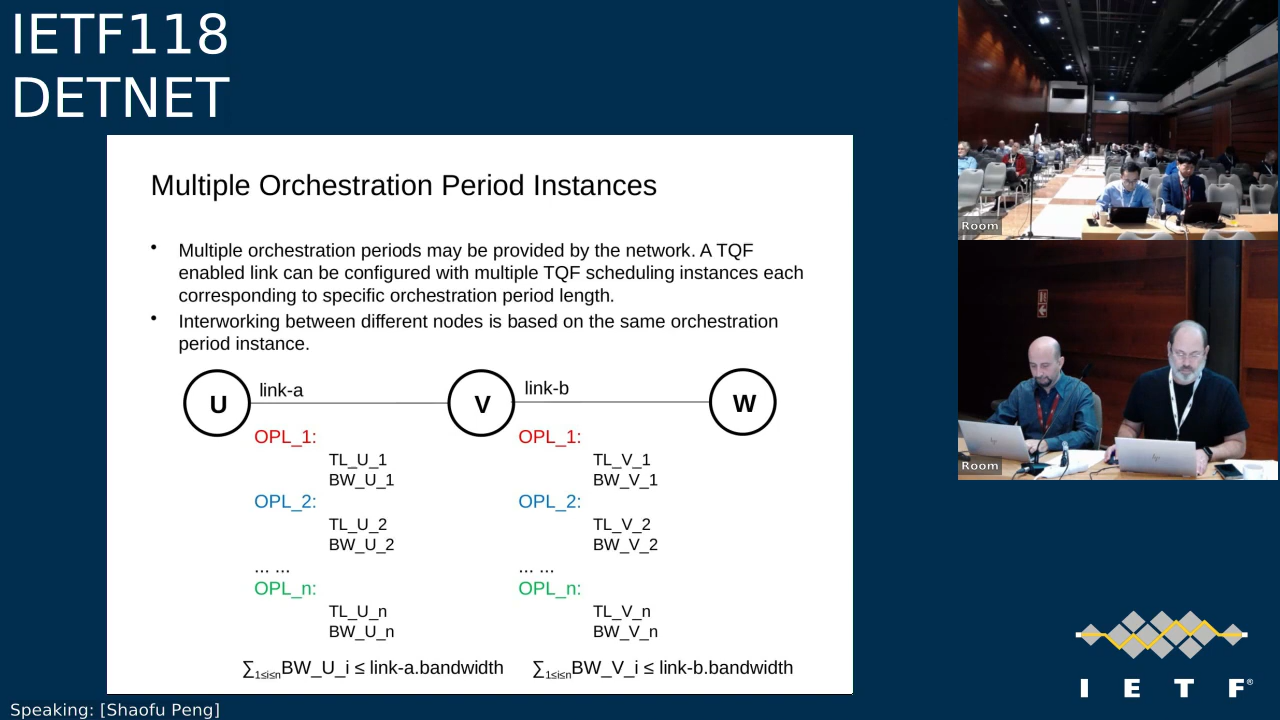 IETF118
DETNET
Multiple Orchestration Period Instances
• Multiple orchestration periods may be provided by the network. A TQF
enabled link can be configured with multiple TQF scheduling instances each
corresponding to specific orchestration period length.
• Interworking between different nodes is based on the same orchestration
period instance.
U link-a V link-b W
OPL_1: OPL_1:
TL_U_1 TL_V_1
BW_U_1 BW_V_1
OPL_2: OPL_2:
TL_U_2 TL_V_2
BW_U_2 BW_V_2
... ... ... ...
OPL_n: OPL_n:
TL_U_n TL_V_n
BW_U_n BW_V_n
∑1≤i≤nBW_U_i ≤ link-a.bandwidth ∑1≤i≤nBW_V_i ≤ link-b.bandwidth
Room
Room
I E T F®
Speaking: [Shaofu Peng]